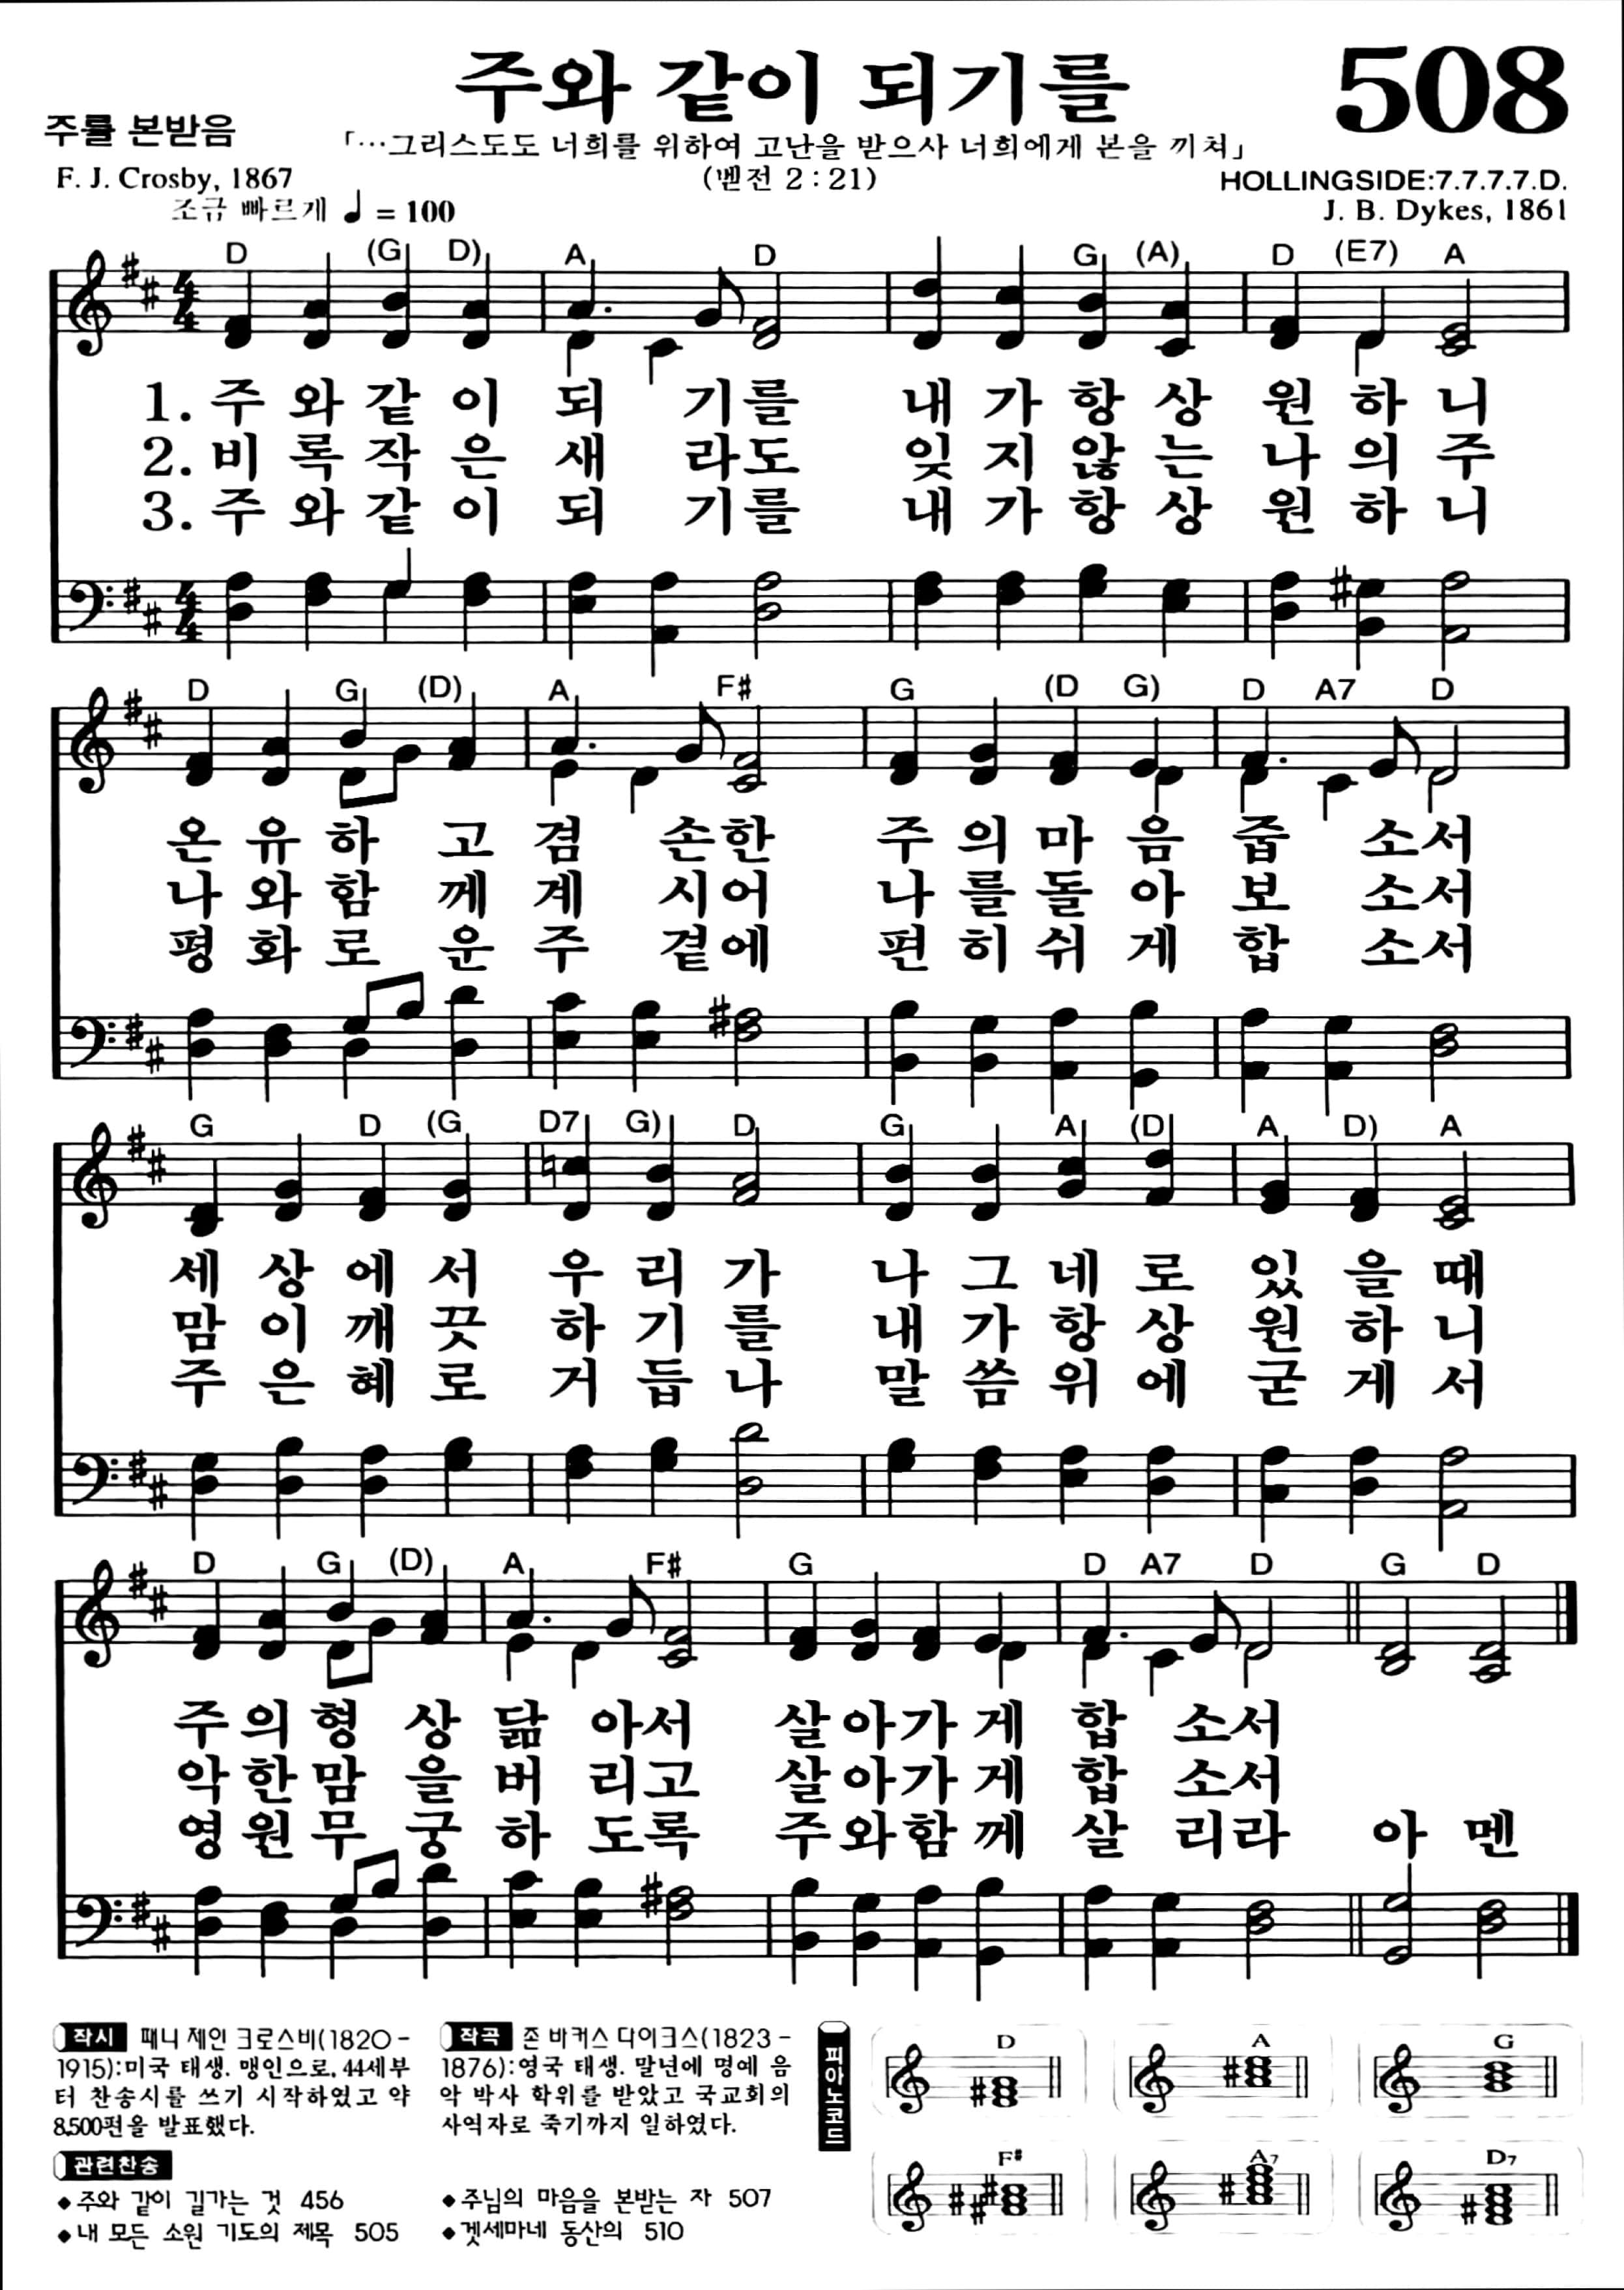 주와 같이 되기를
508
주를 본받음
「…그리스도도 너희를 위하여 고난을 받으사 너희에게 본을 끼쳐」
(벧전 2:21)
F. J. Crosby, 1867
HOLLINGSIDE:7.7.7.7.D.
조금 빠르게 ♩ = 100
J. B. Dykes, 1861
D (G D) A D G (A) D (E7) A
1. 주 와 같 이 되 기를 내 가 항 상 원 하 니
2. 비 록 작 은 새 라도 잊 지 않 는 나 의 주
3. 주 와 같 이 되 기를 내 가 항 상 원 하 니
D G (D) A F# G (D G) D A7 D
온 유 하 고 겸 손한 주 의 마 음 줍 소서
나 와 함 께 계 시어 나 를 돌 아 보 소서
평 화 로 운 주 곁에 편 히 쉬 게 합 소서
G D (G D7 G) D G A (D A D) A
세 상 에 서 우 리 가 나 그 네 로 있 을 때
맘 이 깨 끗 하 기 를 내 가 항 상 원 하 니
주 은 혜 로 거 듭 나 말 씀 위 에 굳 게 서
D G (D) A F# G D A7 D G D
주 의 형 상 닮 아서 살 아 가 게 합 소서
악 한 맘 을 버 리고 살 아 가 게 합 소서
영 원 무 궁 하 도록 주 와 함 께 살 리라 아 멘
작시 패니 제인 크로스비(1820-
1915):미국 태생. 맹인으로, 44세부
터 찬송시를 쓰기 시작하였고 약
8,500편을 발표했다.
작곡 존 바커스 다이크스(1823-
1876):영국 태생. 말년에 명예 음
악 박사 학위를 받았고 국교회의
사역자로 죽기까지 일하였다.
관련찬송
◆주와 같이 길가는 것 456
◆내 모든 소원 기도의 제목 505
◆주님의 마음을 본받는 자 507
◆겟세마네 동산의 510
피아노코드
D A G
F# A7 D7